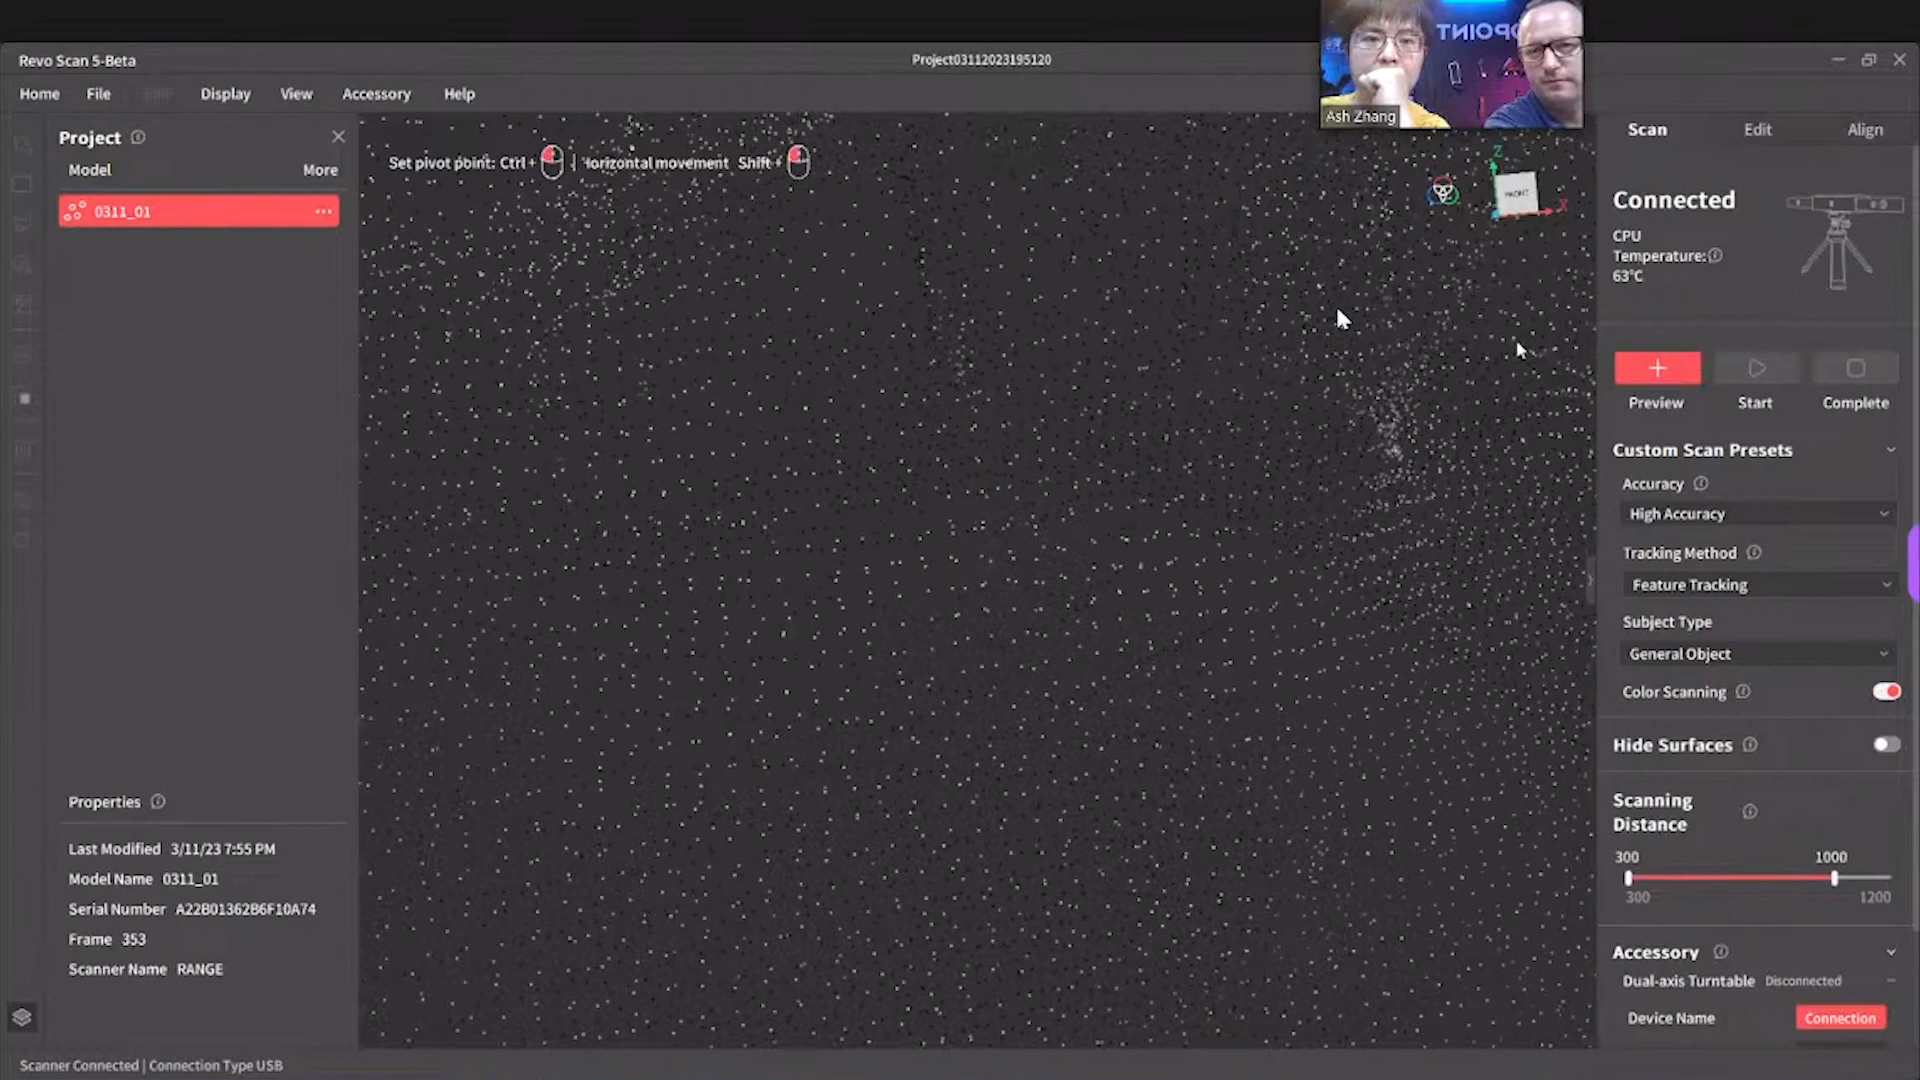 TNIOP
Ash Zhang
Revo Scan 5-Beta
Project03112023195120
Home File Display View Accessory Help
Project
Model More
0311_01
Set pivot point: Ctrl + | Horizontal movement Shift +
Z
FRONT
X
Scan Edit Align
Connected
CPU
Temperature:
63°C
Preview Start Complete
Custom Scan Presets
Accuracy
High Accuracy
Tracking Method
Feature Tracking
Subject Type
General Object
Color Scanning
Hide Surfaces
Scanning
Distance
300 1000
300 1200
Accessory
Dual-axis Turntable Disconnected
Device Name Connection
Properties
Last Modified 3/11/23 7:55 PM
Model Name 0311_01
Serial Number A22B01362B6F10A74
Frame 353
Scanner Name RANGE
Scanner Connected | Connection Type USB